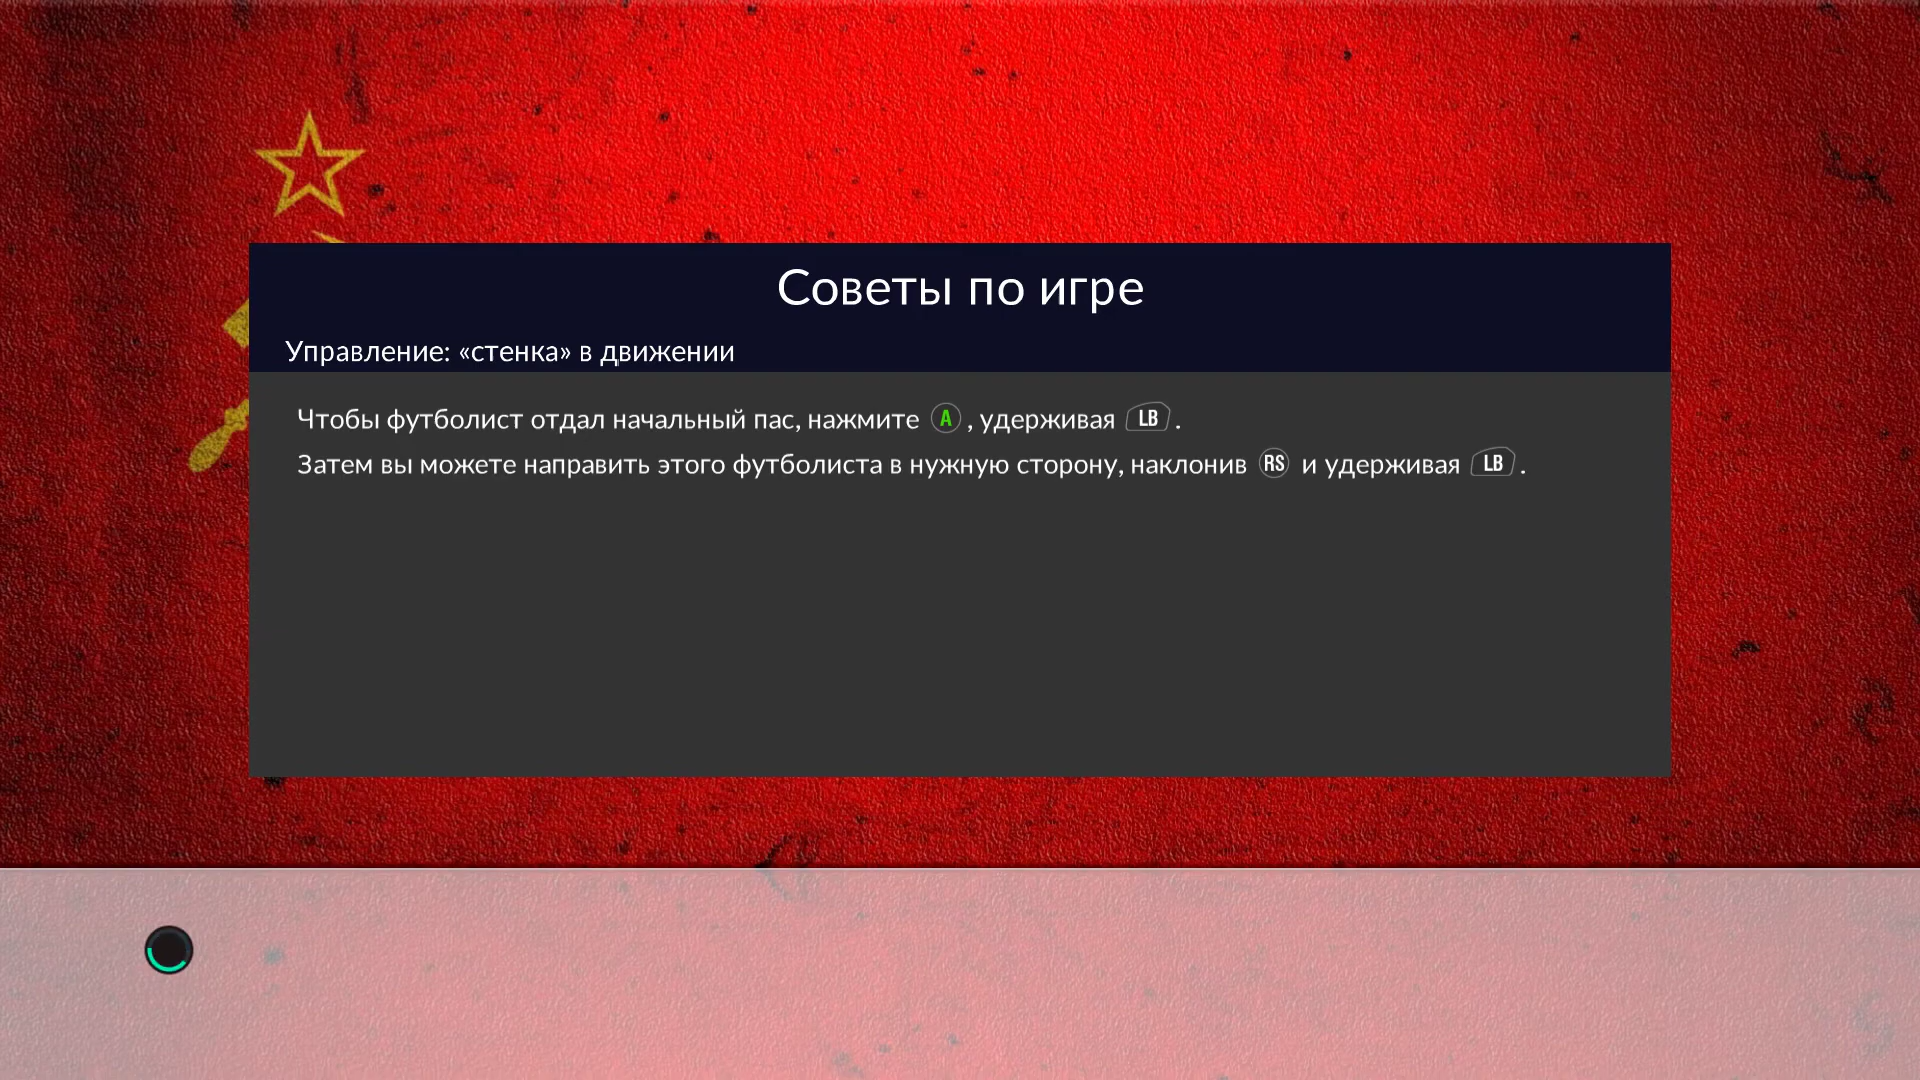 Советы по игре
Управление: «стенка» в движении
Чтобы футболист отдал начальный пас, нажмите A , удерживая LB .
Затем вы можете направить этого футболиста в нужную сторону, наклонив RS и удерживая LB .